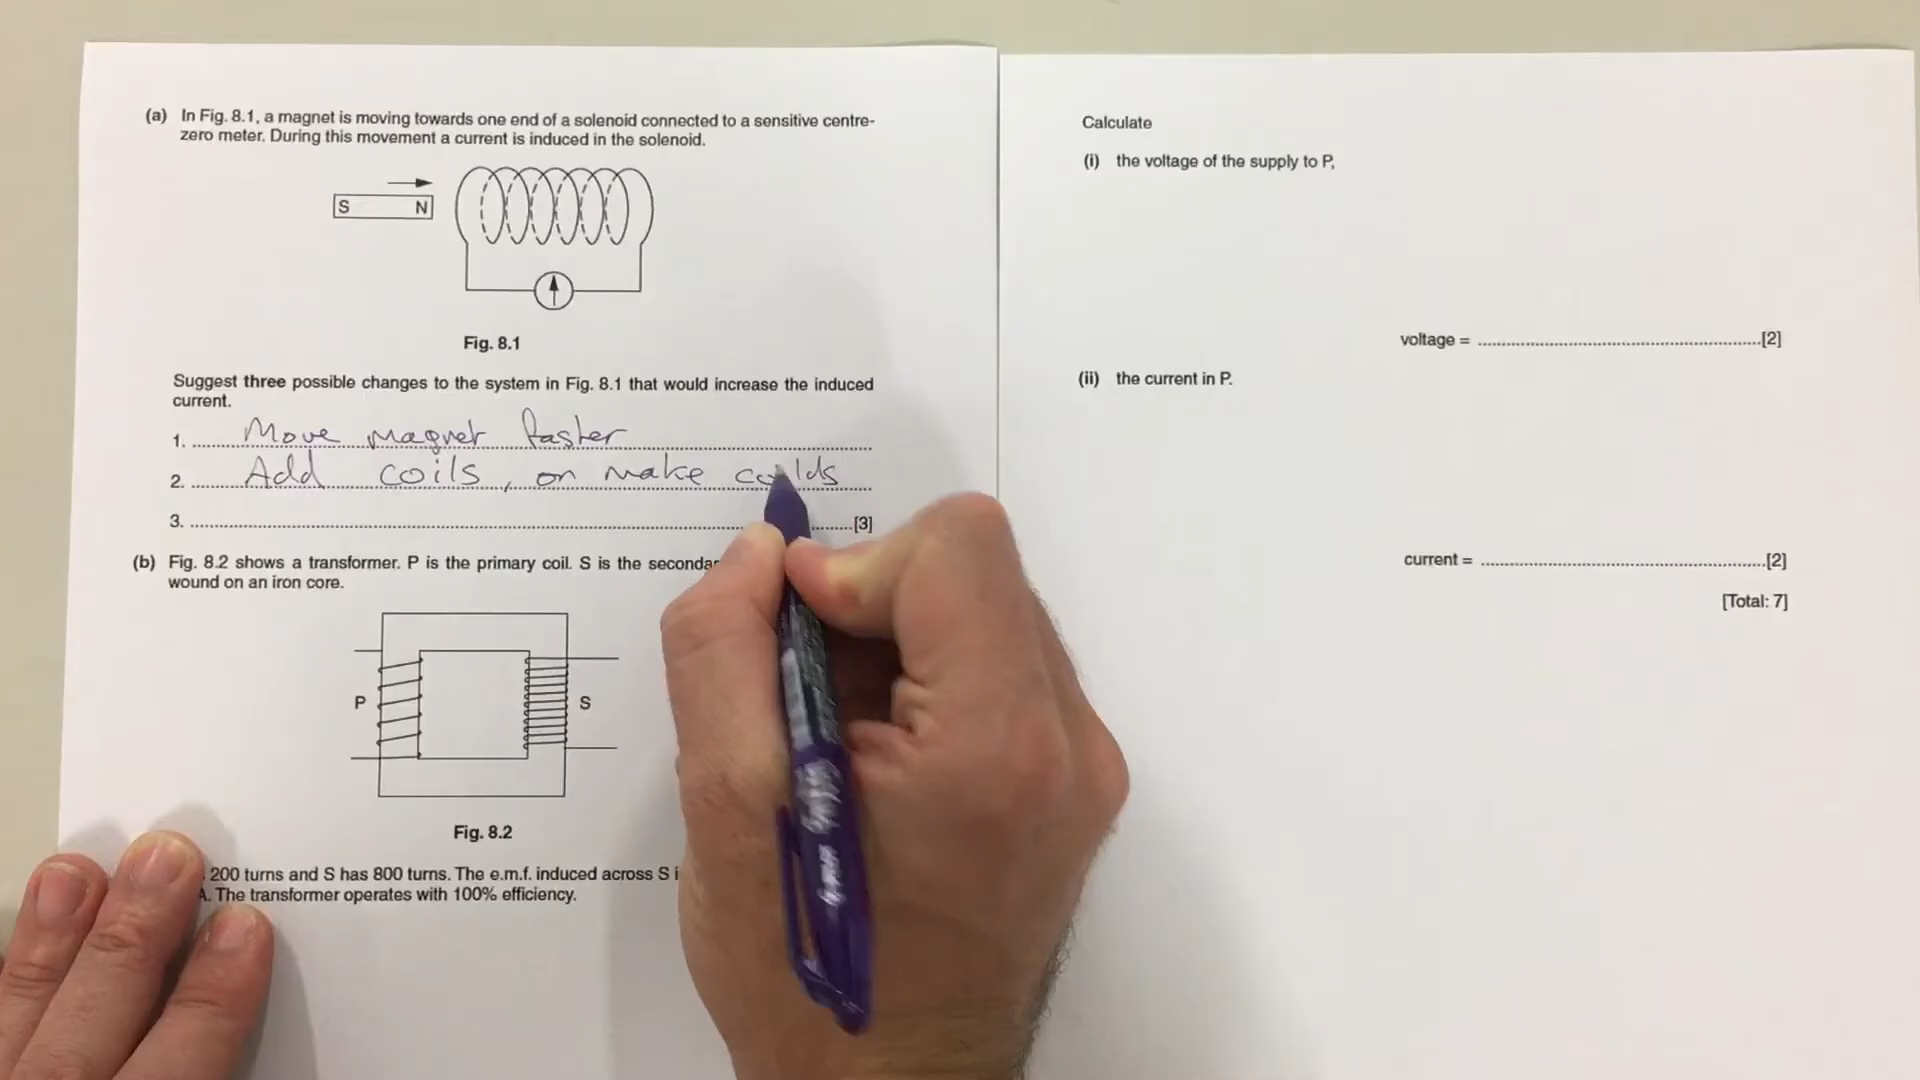 (a) In Fig. 8.1, a magnet is moving towards one end of a solenoid connected to a sensitive centre-
zero meter. During this movement a current is induced in the solenoid.
S N
Fig. 8.1
Suggest three possible changes to the system in Fig. 8.1 that would increase the induced
current.
1. Move magnet faster
2. Add coils, or make
3. [3]
(b) Fig. 8.2 shows a transformer. P is the primary coil. S is the
wound on an iron core.
P S
Fig. 8.2
200 turns and S has 800 turns. The e.m.f. induced across S
A. The transformer operates with 100% efficiency.
Calculate
(i) the voltage of the supply to P,
voltage = [2]
(ii) the current in P.
current = [2]
[Total: 7]